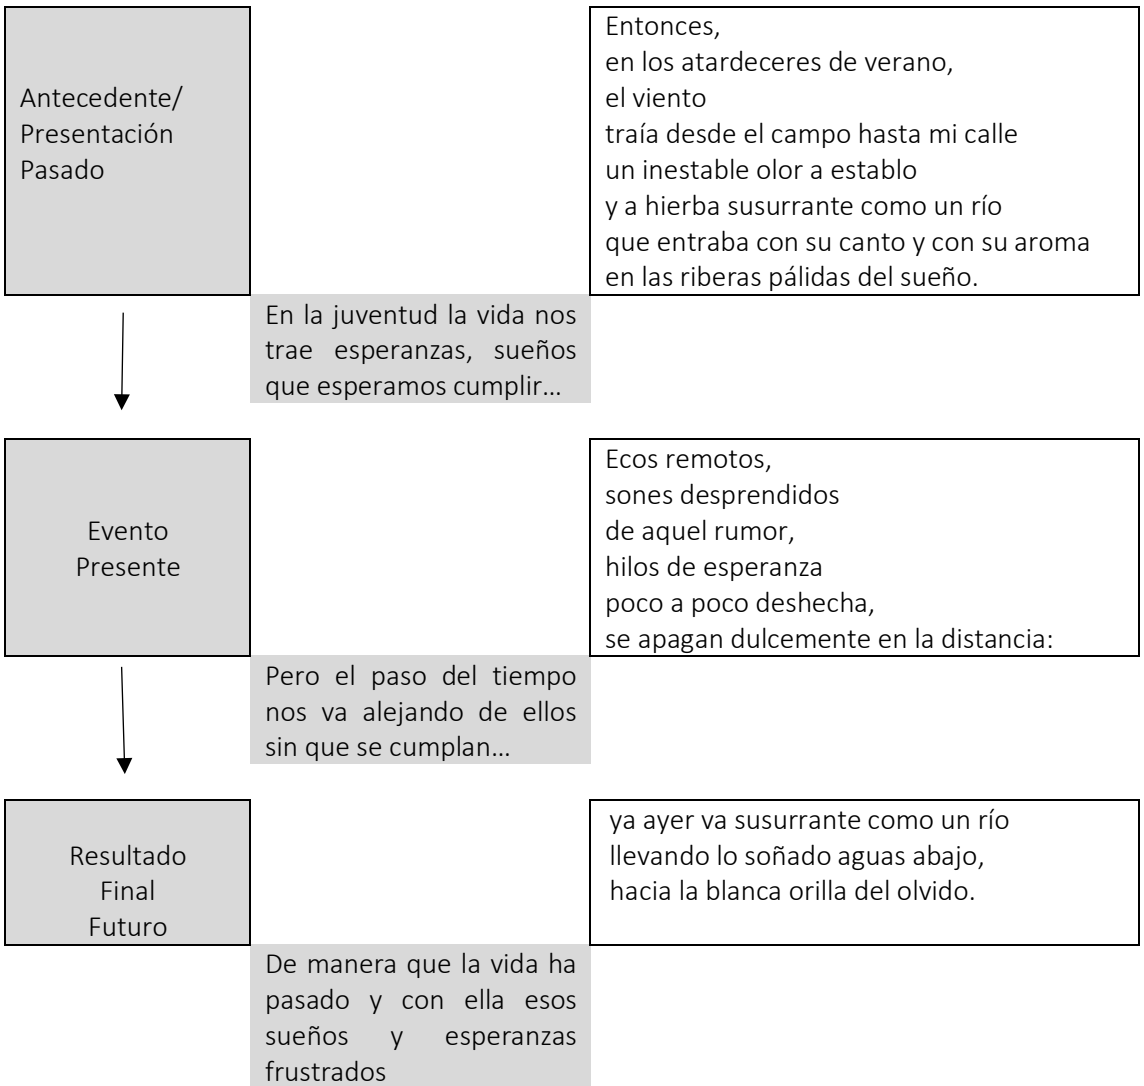 Antecedente/
Presentación
Pasado
Entonces,
en los atardeceres de verano,
el viento
traía desde el campo hasta mi calle
un inestable olor a establo
y a hierba susurrante como un río
que entraba con su canto y con su aroma
en las riberas pálidas del sueño.
En la juventud la vida nos
trae esperanzas, sueños
que esperamos cumplir…
Evento
Presente
Ecos remotos,
sones desprendidos
de aquel rumor,
hilos de esperanza
poco a poco deshecha,
se apagan dulcemente en la distancia:
Pero el paso del tiempo
nos va alejando de ellos
sin que se cumplan…
Resultado
Final
Futuro
ya ayer va susurrante como un río
llevando lo soñado aguas abajo,
hacia la blanca orilla del olvido.
De manera que la vida ha
pasado y con ella esos
sueños y esperanzas
frustrados